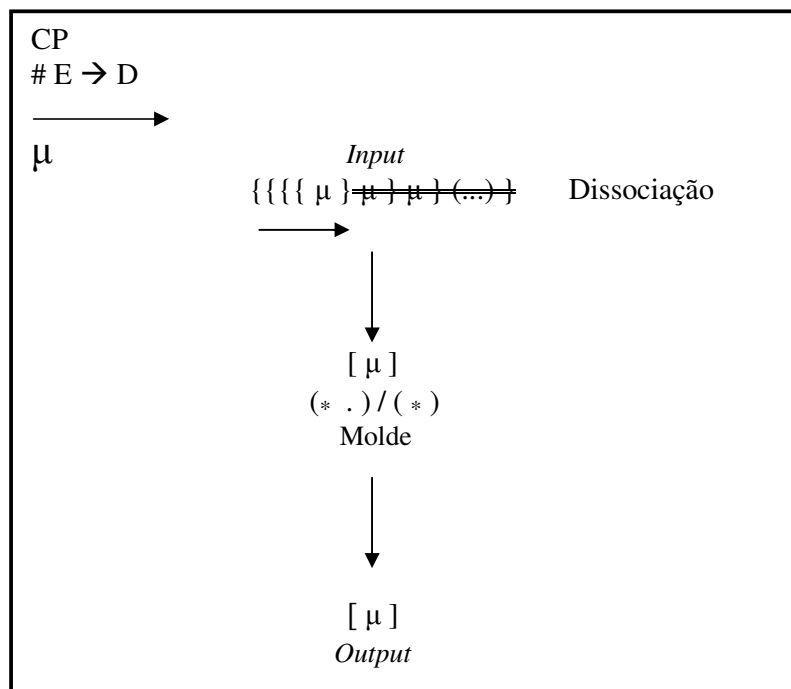 CP
# E → D
μ
Input
{{{{ μ } μ } μ } (...) }
Dissociação
[ μ ]
(* . ) / ( * )
Molde
[ μ ]
Output